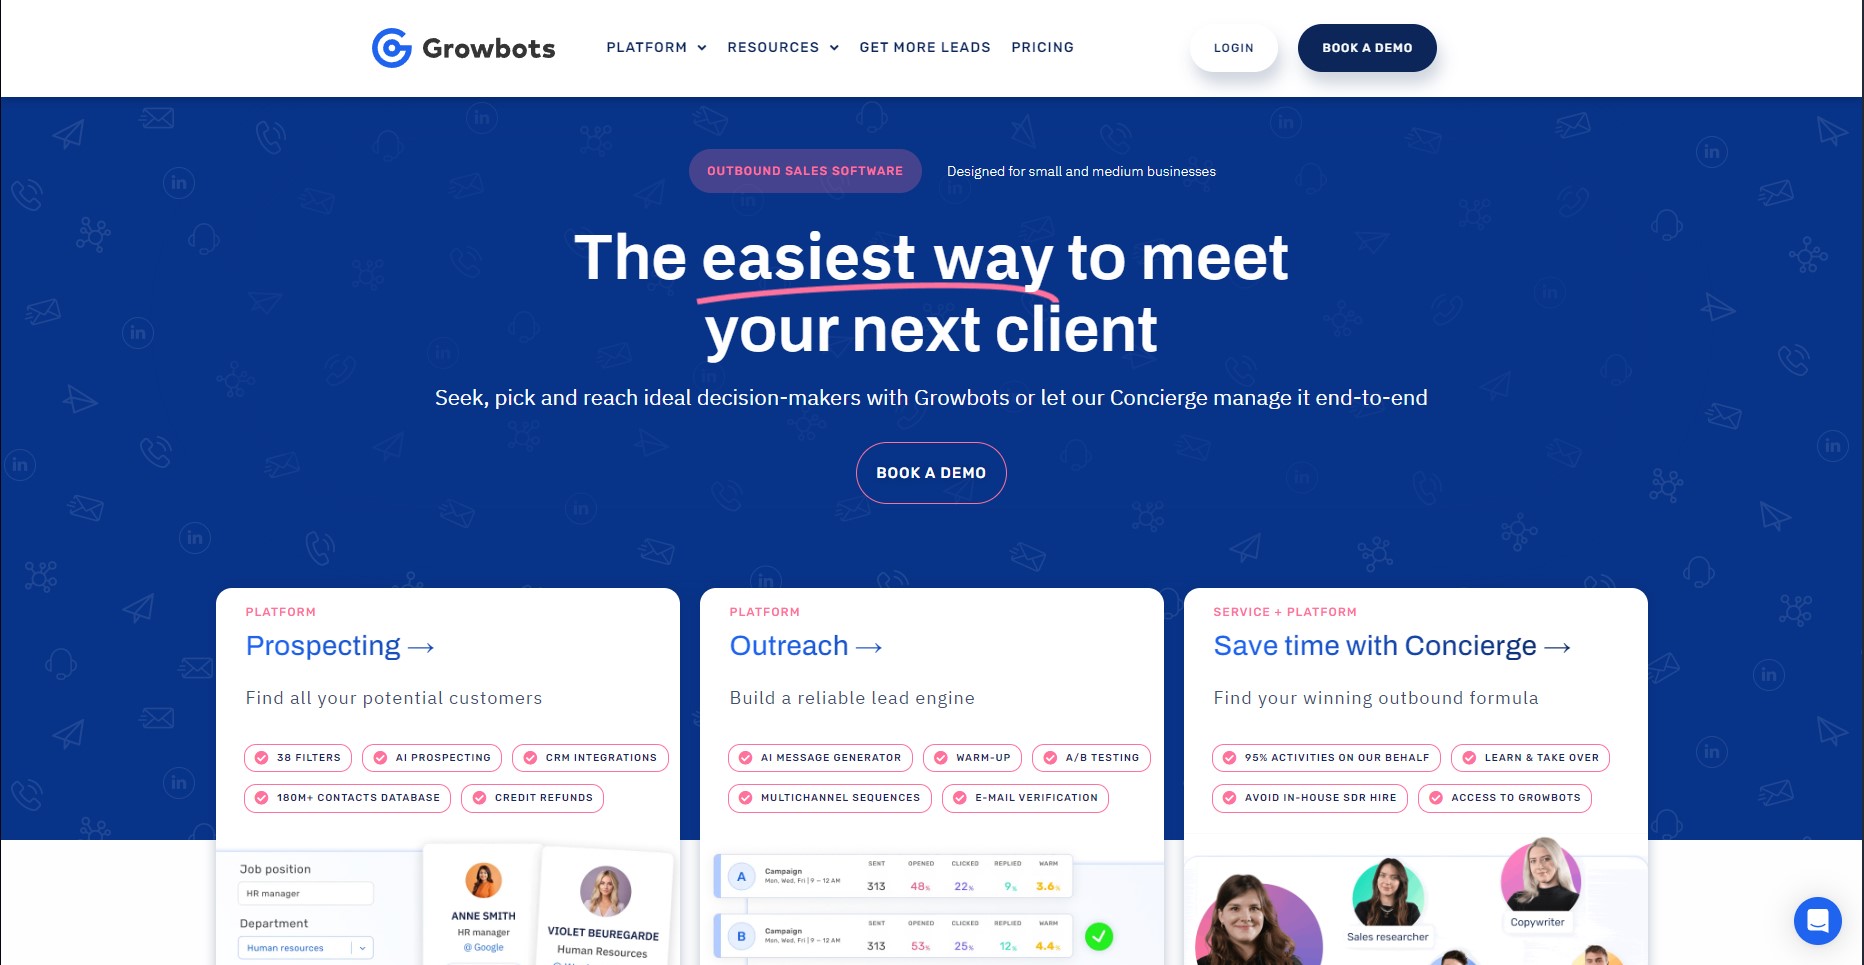 Growbots
PLATFORM
RESOURCES
GET MORE LEADS
PRICING
LOGIN
BOOK A DEMO
OUTBOUND SALES SOFTWARE
Designed for small and medium businesses
The easiest way to meet
your next client
Seek, pick and reach ideal decision-makers with Growbots or let our Concierge manage it end-to-end
BOOK A DEMO
PLATFORM
Prospecting →
Find all your potential customers
38 FILTERS
AI PROSPECTING
CRM INTEGRATIONS
180M+ CONTACTS DATABASE
CREDIT REFUNDS
Job position
HR manager
Department
Human resources
ANNE SMITH
HR manager
@ Google
VIOLET BEUREGARDE
Human Resources
PLATFORM
Outreach →
Build a reliable lead engine
AI MESSAGE GENERATOR
WARM-UP
A/B TESTING
MULTICHANNEL SEQUENCES
E-MAIL VERIFICATION
A
Campaign
Mon, Wed, Fri | 9 – 12 AM
SENT OPENED CLICKED REPLIED WARM
313 48% 22% 9% 3.6%
B
Campaign
Mon, Wed, Fri | 9 – 12 AM
SENT OPENED CLICKED REPLIED WARM
313 53% 25% 12% 4.4%
SERVICE + PLATFORM
Save time with Concierge →
Find your winning outbound formula
95% ACTIVITIES ON OUR BEHALF
LEARN & TAKE OVER
AVOID IN-HOUSE SDR HIRE
ACCESS TO GROWBOTS
Sales researcher
Copywriter